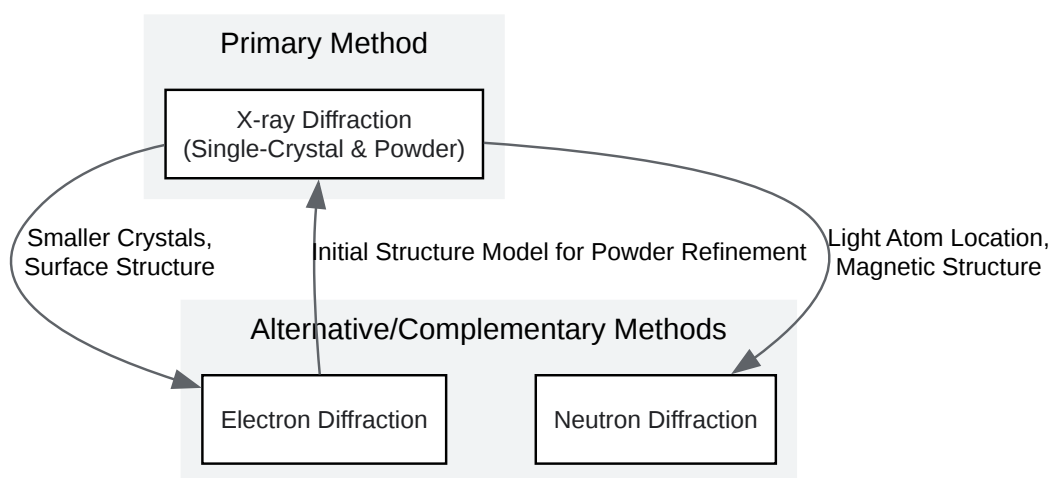 Primary Method
X-ray Diffraction
(Single-Crystal & Powder)
Smaller Crystals,
Surface Structure
Initial Structure Model for Powder Refinement
Light Atom Location,
Magnetic Structure
Alternative/Complementary Methods
Electron Diffraction
Neutron Diffraction